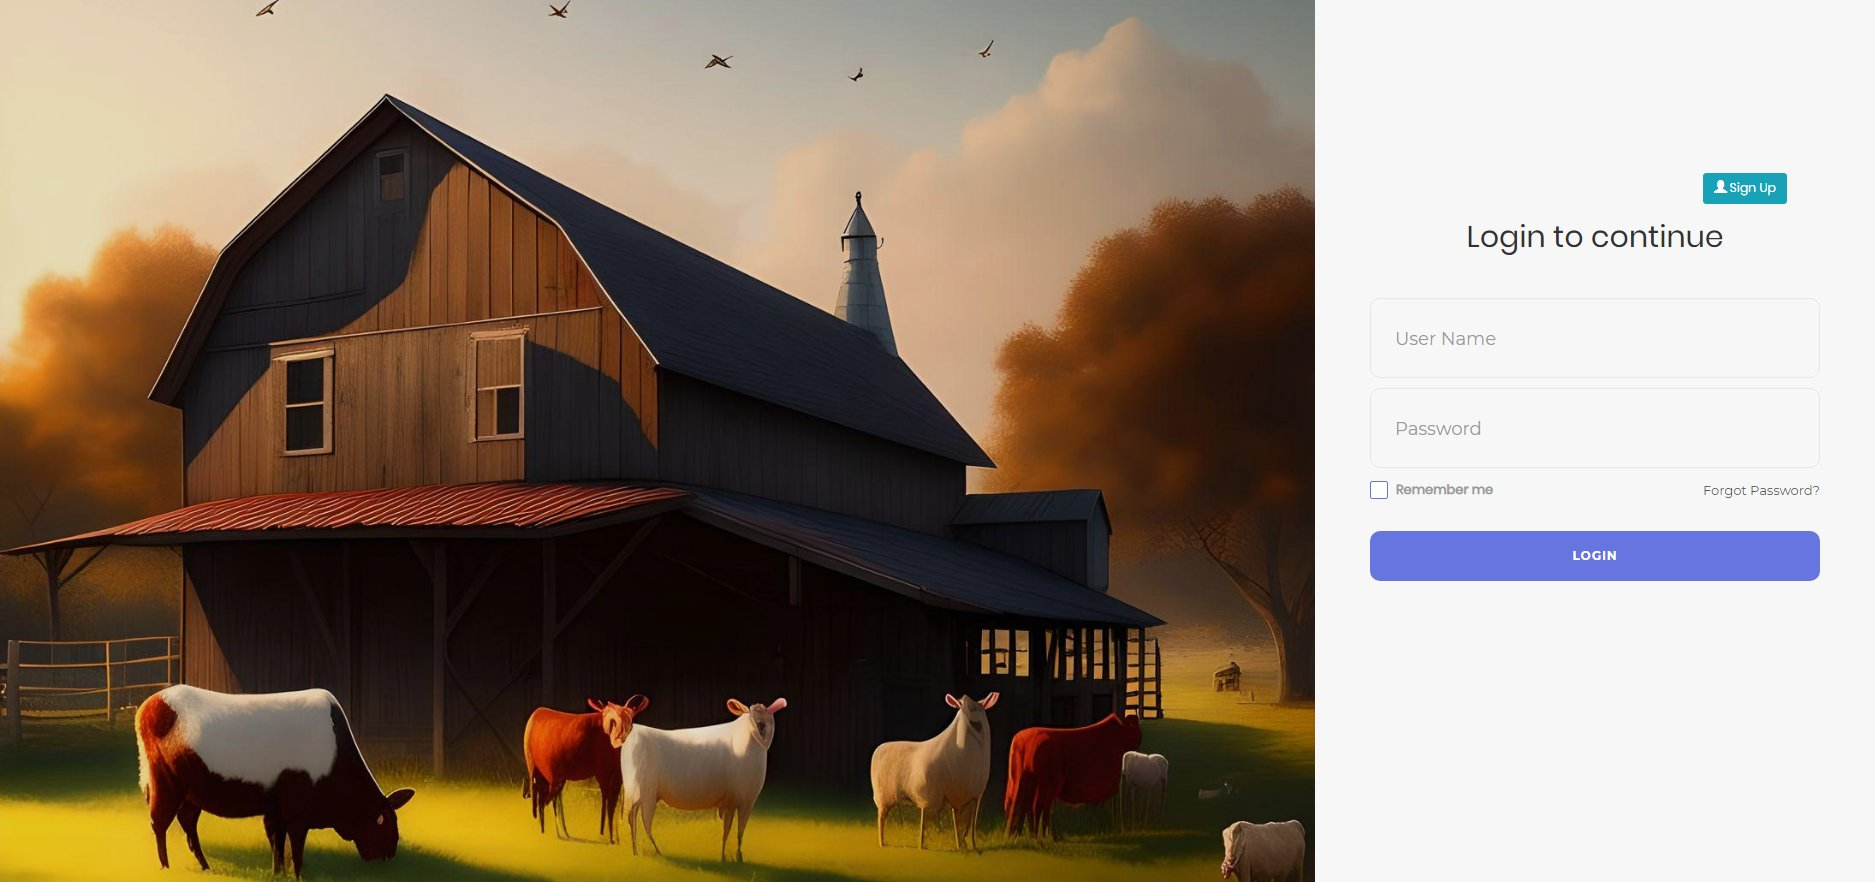 Sign Up
Login to continue
User Name
Password
Remember me
Forgot Password?
LOGIN